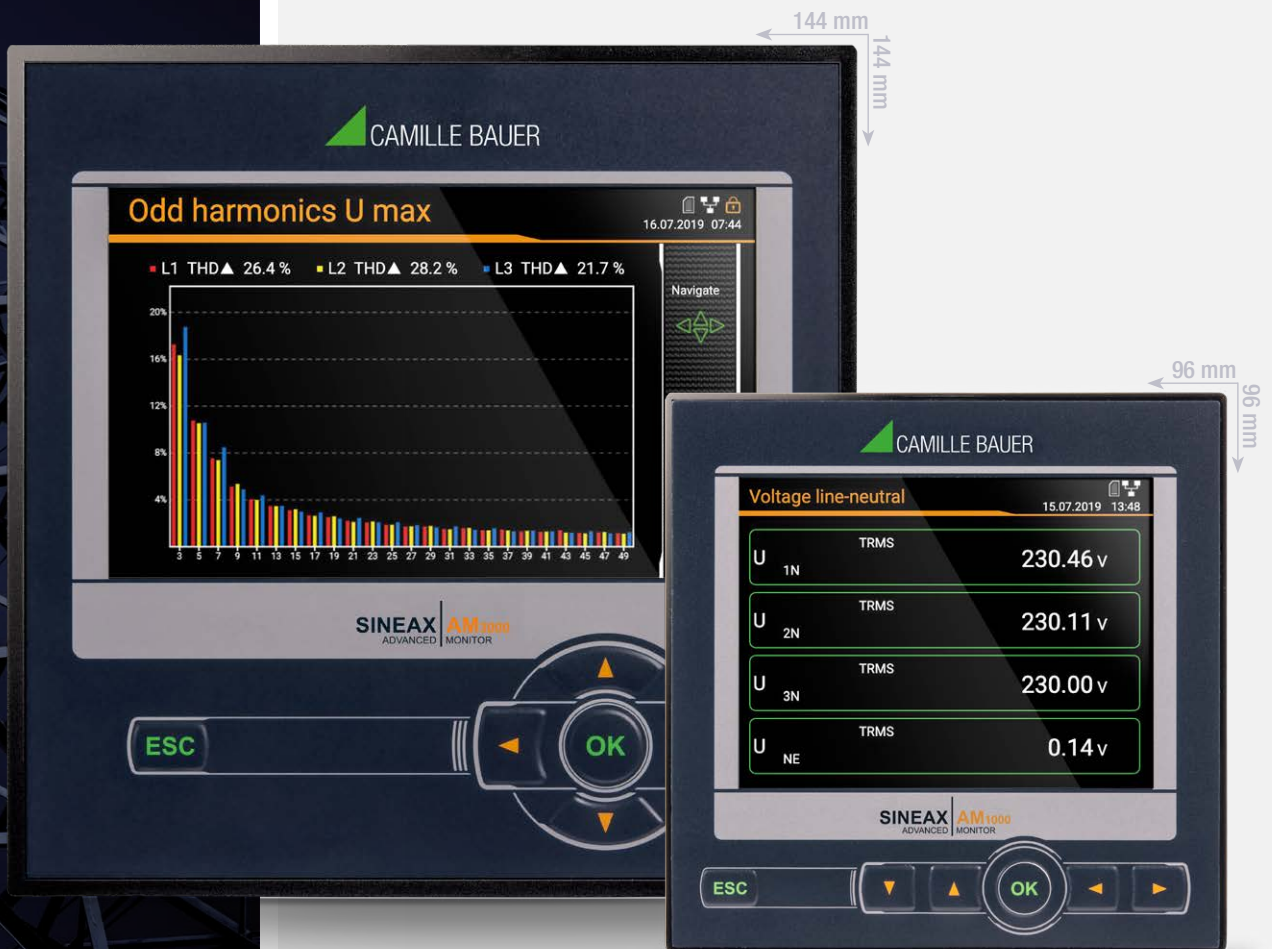 144 mm
144 mm
CAMILLE BAUER
Odd harmonics U max
16.07.2019 07:44
L1 THD▲ 26.4 % L2 THD▲ 28.2 % L3 THD▲ 21.7 %
Navigate
20%
16%
12%
8%
4%
3 5 7 9 11 13 15 17 19 21 23 25 27 29 31 33 35 37 39 41 43 45 47 49
SINEAX
ADVANCED MONITOR
ESC
OK
96 mm
96 mm
CAMILLE BAUER
Voltage line-neutral
15.07.2019 13:48
U 1N TRMS 230.46 V
U 2N TRMS 230.11 V
U 3N TRMS 230.00 V
U NE TRMS 0.14 V
SINEAX AM1000
ADVANCED MONITOR
ESC
OK